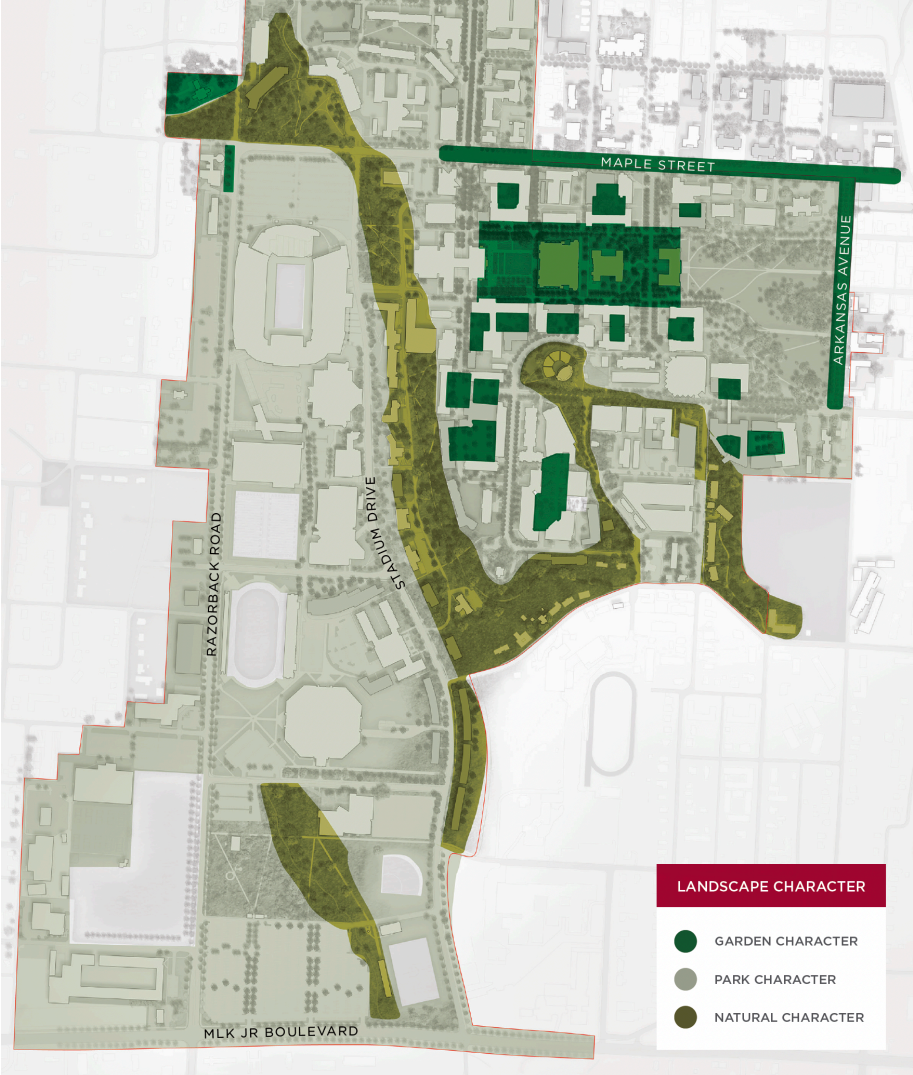 MAPLE STREET
ARKANSAS AVENUE
STADIUM DRIVE
RAZORBACK ROAD
MLK JR BOULEVARD
LANDSCAPE CHARACTER
GARDEN CHARACTER
PARK CHARACTER
NATURAL CHARACTER